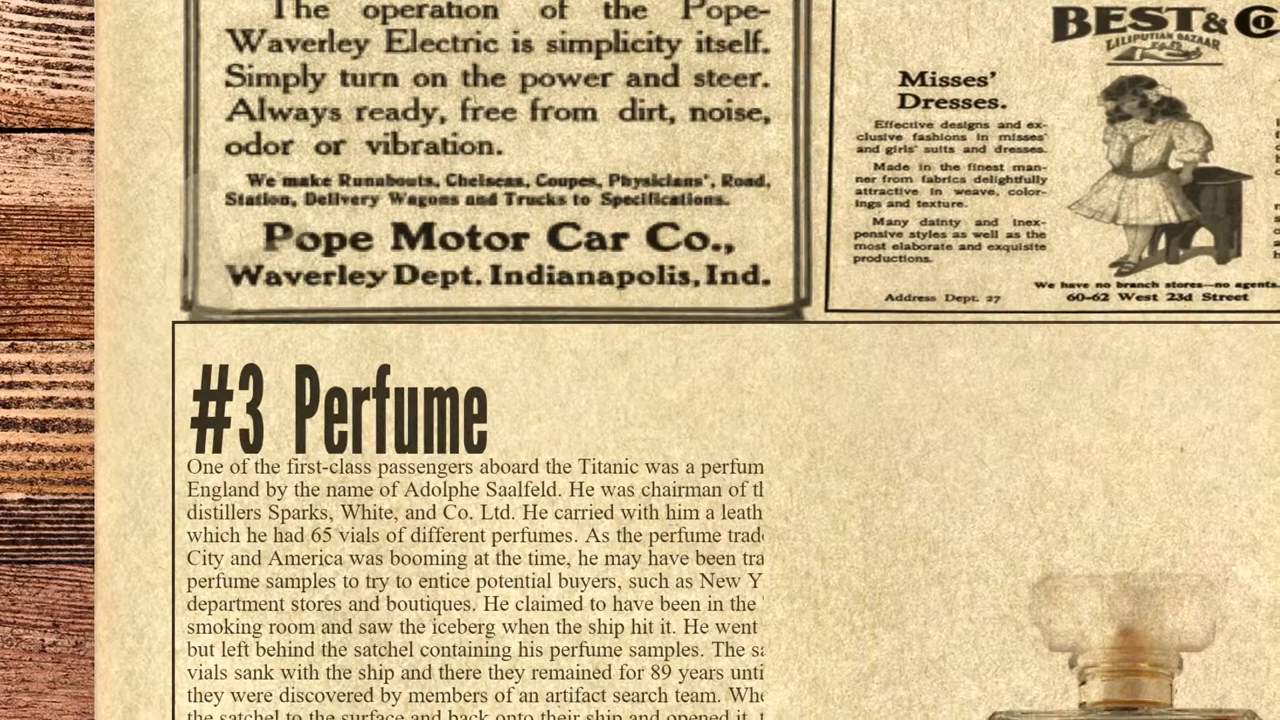 The operation of the Pope-
Waverley Electric is simplicity itself.
Simply turn on the power and steer.
Always ready, free from dirt, noise,
odor or vibration.
We make Runabouts, Chelseas, Coupes, Physicians', Road,
Station, Delivery Wagons and Trucks to Specifications.
Pope Motor Car Co.,
Waverley Dept. Indianapolis, Ind.
BEST & Co
LILIPUTIAN BAZAAR
Misses'
Dresses.
Effective designs and ex-
clusive fashions in misses'
and girls' suits and dresses.
Made in the finest man-
ner from fabrics delightfully
attractive in weave, color-
ings and texture.
Many dainty and inex-
pensive styles as well as the
most elaborate and exquisite
productions.
We have no branch stores—no agents.
Address Dept. 27
60-62 West 23d Street
#3 Perfume
One of the first-class passengers aboard the Titanic was a perfum
England by the name of Adolphe Saalfeld. He was chairman of t
distillers Sparks, White, and Co. Ltd. He carried with him a leath
which he had 65 vials of different perfumes. As the perfume trad
City and America was booming at the time, he may have been tra
perfume samples to try to entice potential buyers, such as New Y
department stores and boutiques. He claimed to have been in the
smoking room and saw the iceberg when the ship hit it. He went
but left behind the satchel containing his perfume samples. The sa
vials sank with the ship and there they remained for 89 years unti
they were discovered by members of an artifact search team. Whe
the satchel to the surface and back onto their ship and opened it, t